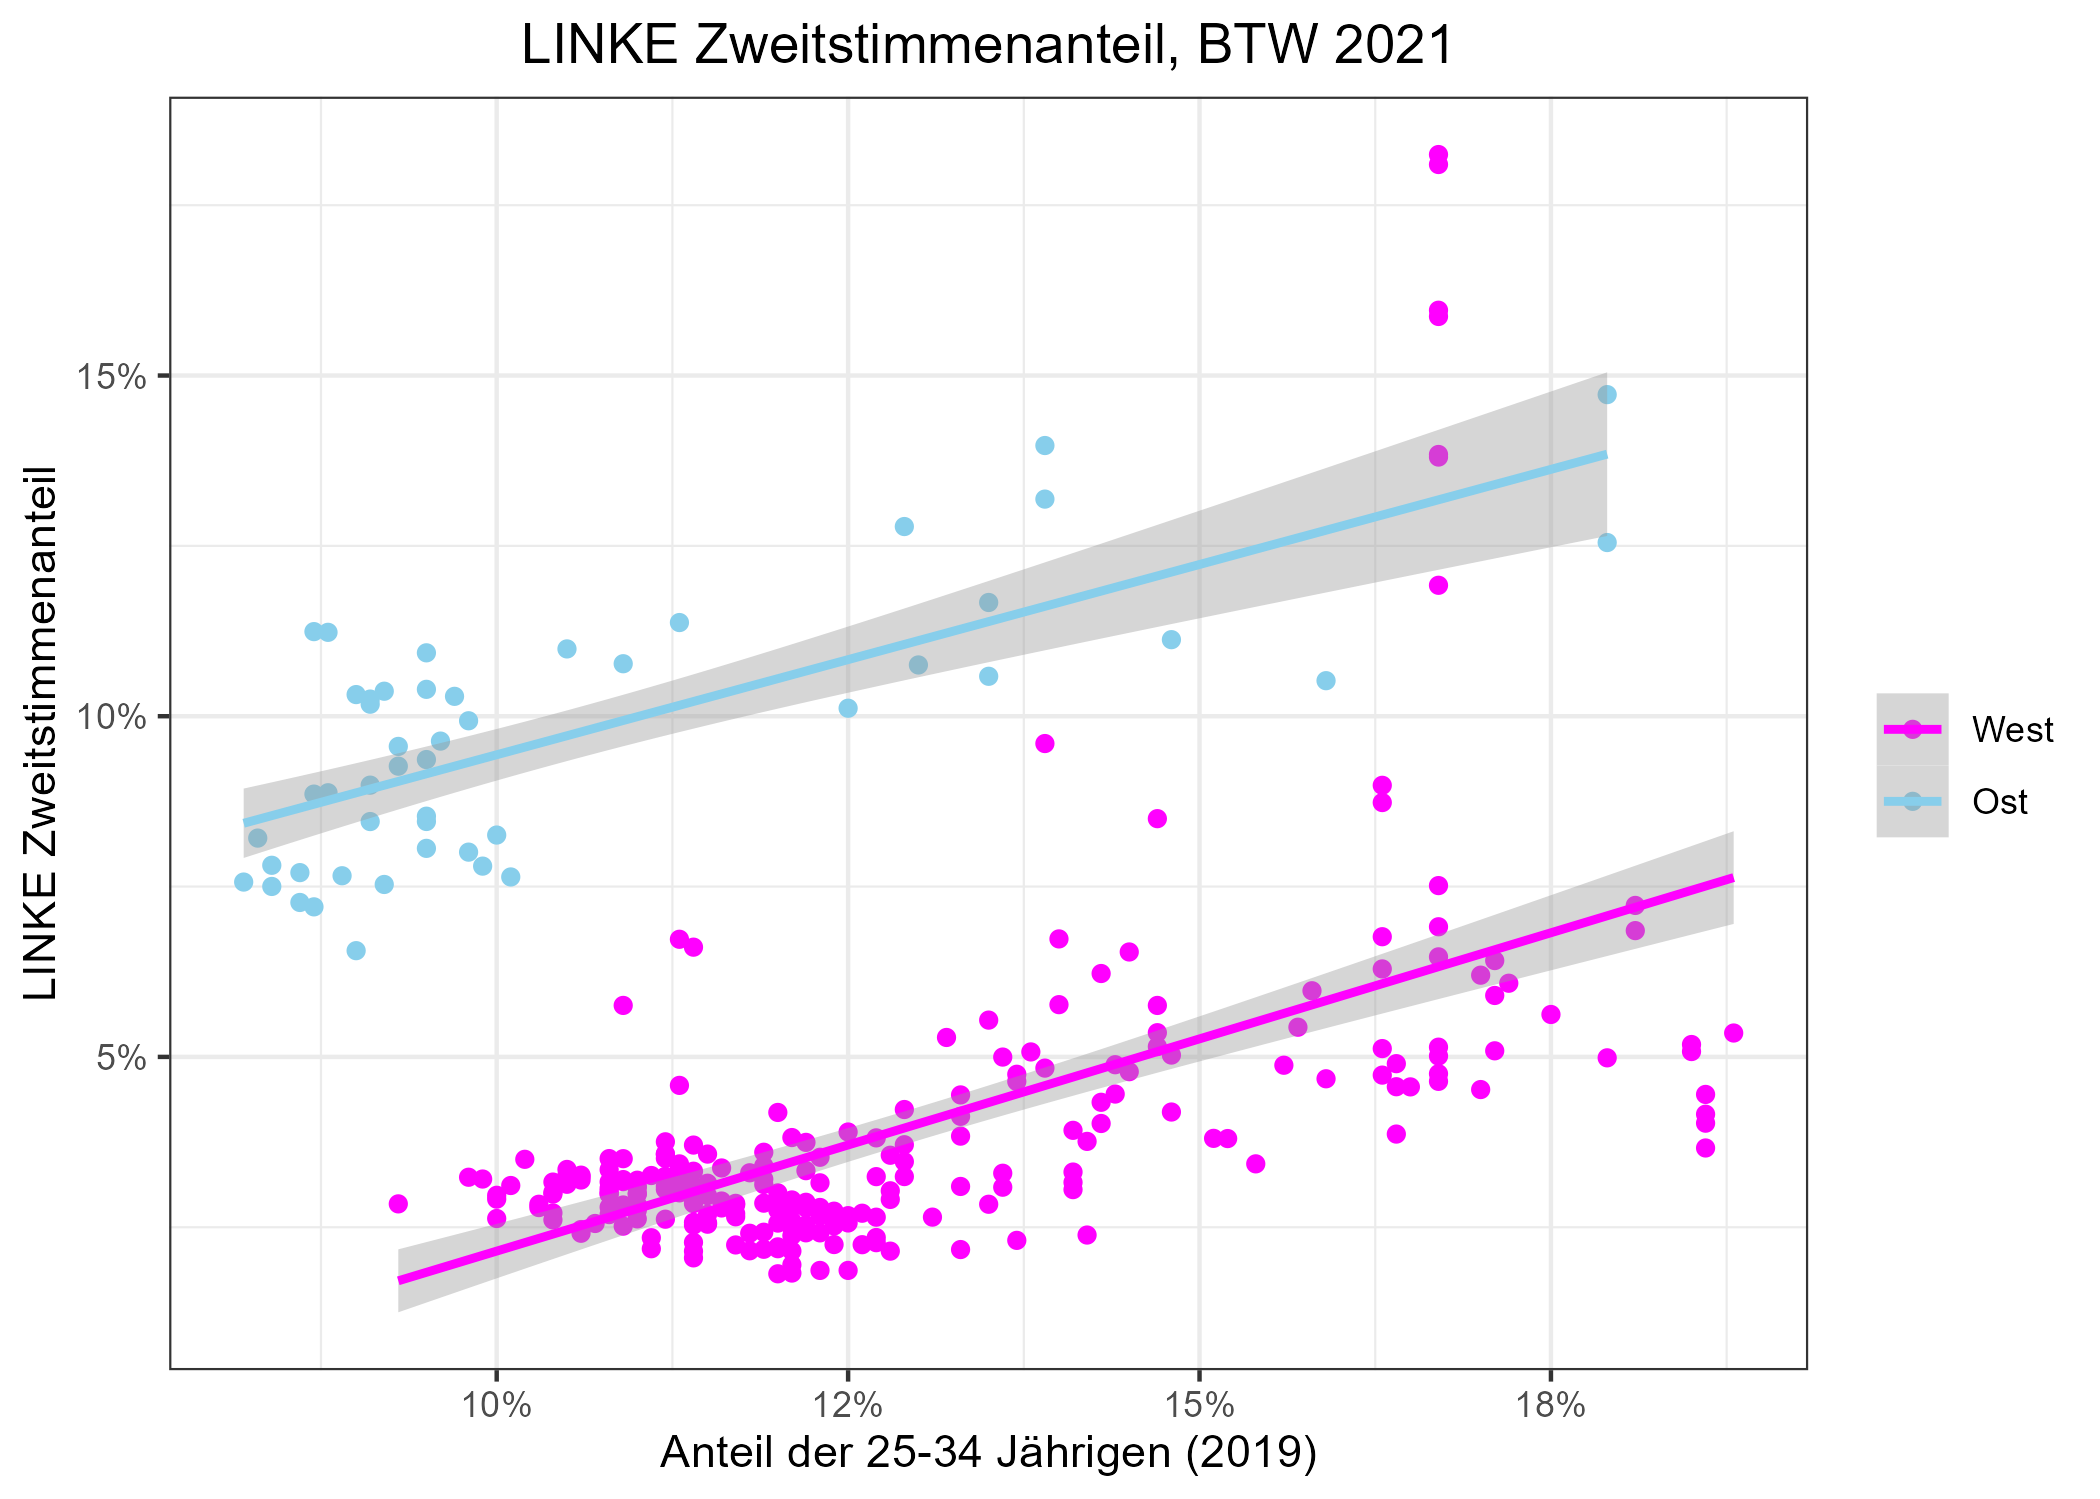 LINKE Zweitstimmenanteil, BTW 2021
LINKE Zweitstimmenanteil
15%
10%
5%
10%
12%
15%
18%
Anteil der 25-34 Jährigen (2019)
West
Ost